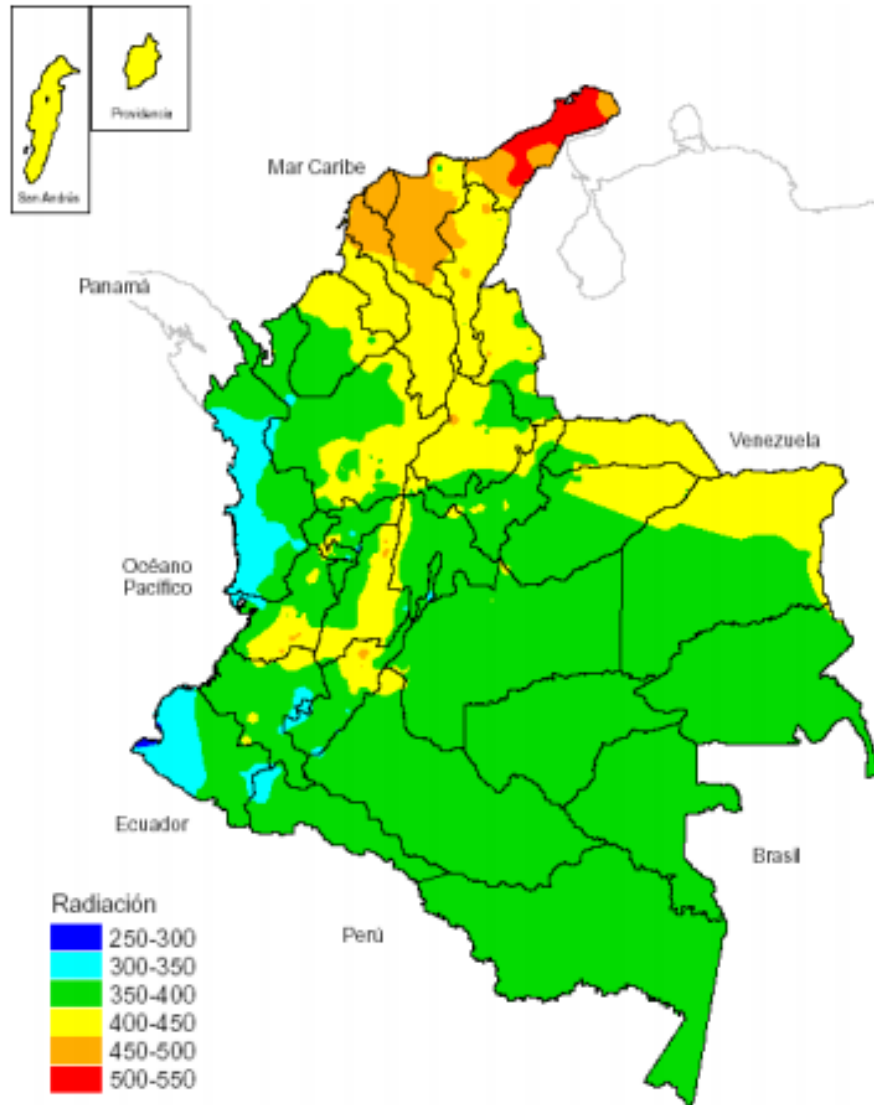 Providencia
San Andrés
Mar Caribe
Panamá
Venezuela
Océano
Pacífico
Ecuador
Brasil
Perú
Radiación
250-300
300-350
350-400
400-450
450-500
500-550